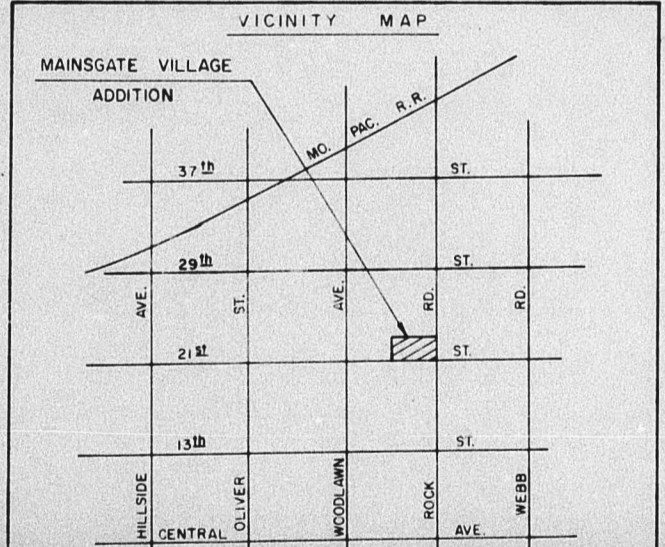 VICINITY MAP
MAINSGATE VILLAGE
ADDITION
MO. PAC. R.R.
37th ST.
29th ST.
AVE. ST. AVE. RD. RD.
21st ST.
13th ST.
HILLSIDE OLIVER WOODLAWN ROCK WEBB
CENTRAL AVE.